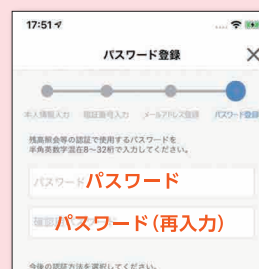 17:51
パスワード登録
本人情報入力 暗証番号入力 メールアドレス登録 パスワード登録
残高照会等の認証で使用するパスワードを
半角英数字混在8〜32桁で入力してください。
パスワード パスワード
パスワード(再入力)
今後の認証方法を選択してください。